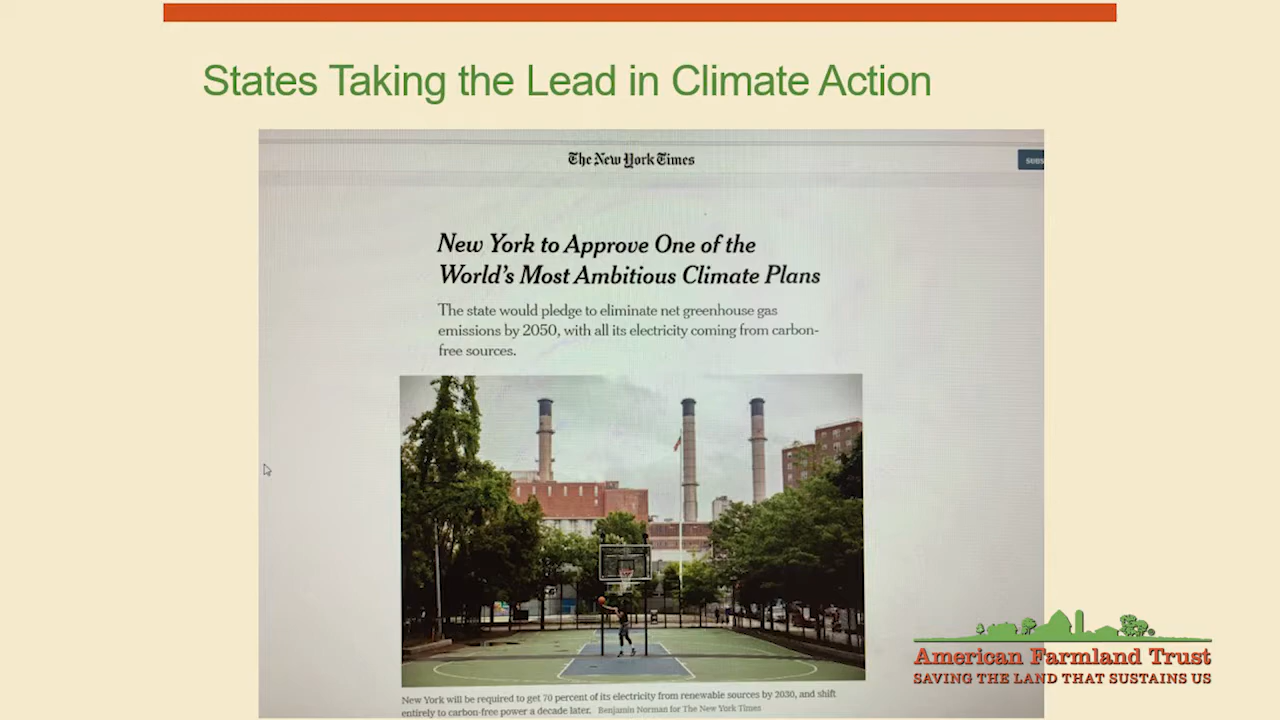 States Taking the Lead in Climate Action
The New York Times
SUBS
New York to Approve One of the
World's Most Ambitious Climate Plans
The state would pledge to eliminate net greenhouse gas
emissions by 2050, with all its electricity coming from carbon-
free sources.
New York will be required to get 70 percent of its electricity from renewable sources by 2030, and shift
entirely to carbon-free power a decade later. Benjamin Norman for The New York Times
American Farmland Trust
SAVING THE LAND THAT SUSTAINS US